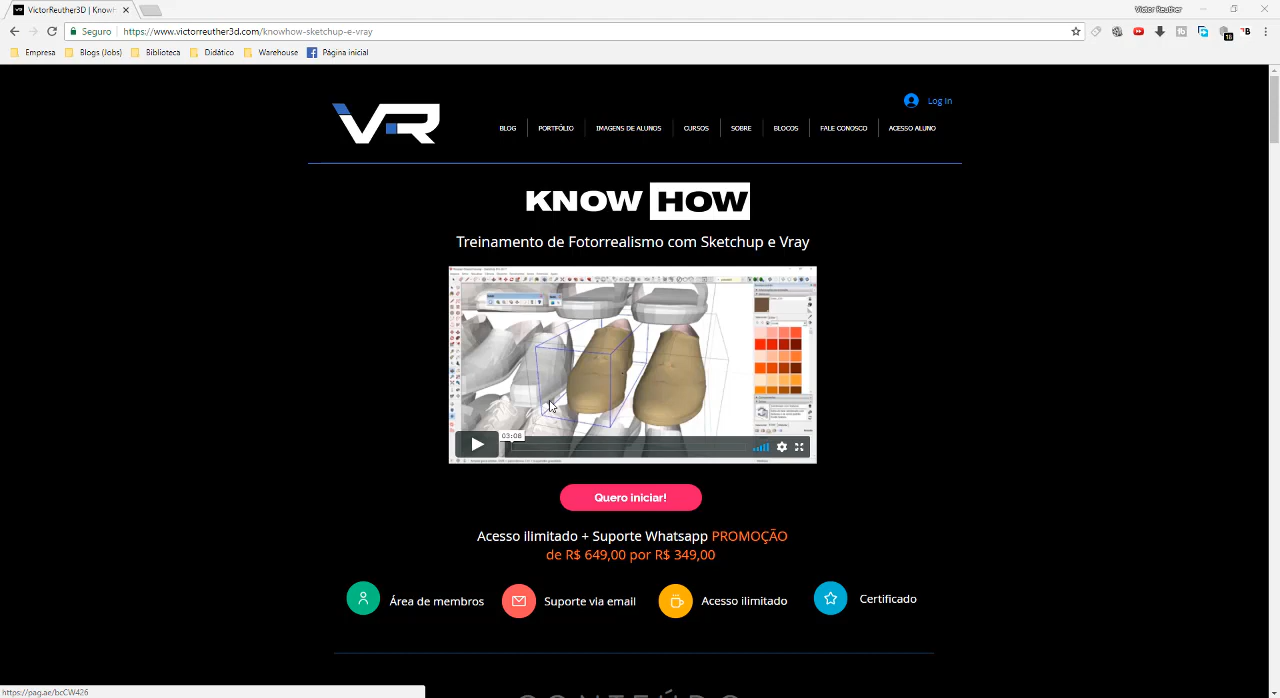 VictorReuther3D | Know
Victor Reuther
Seguro
https://www.victorreuther3d.com/knowhow-sketchup-e-vray
18
Empresa
Blogs (Jobs)
Biblioteca
Didático
Warehouse
Página inicial
Log In
VR
BLOG
PORTFÓLIO
IMAGENS DE ALUNOS
CURSOS
SOBRE
BLOCOS
FALE CONOSCO
ACESSO ALUNO
KNOW HOW
Treinamento de Fotorrealismo com Sketchup e Vray
03:08
Quero iniciar!
Acesso ilimitado + Suporte Whatsapp PROMOÇÃO
de R$ 649,00 por R$ 349,00
Área de membros
Suporte via email
Acesso ilimitado
Certificado
CONTEÚDO
https://pag.ae/bcCW426